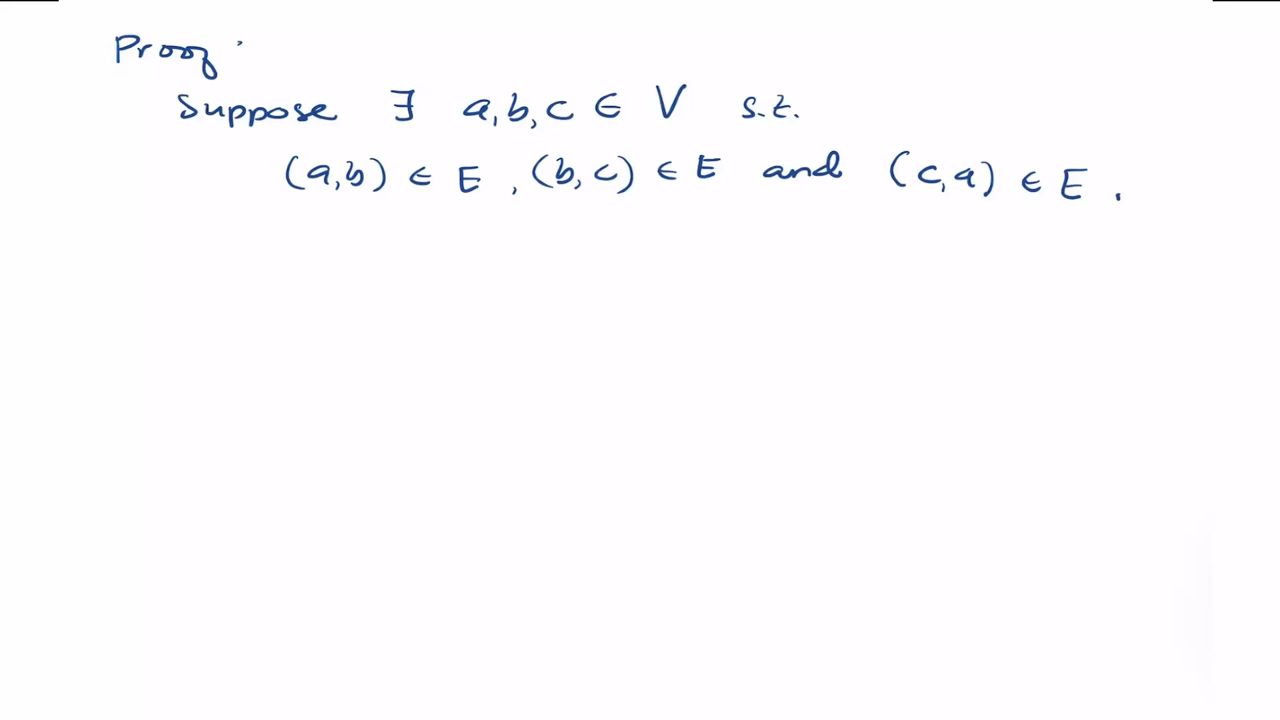 Proof:
Suppose ∃ a,b,c ∈ V s.t.
(a,b) ∈ E, (b,c) ∈ E and (c,a) ∈ E.